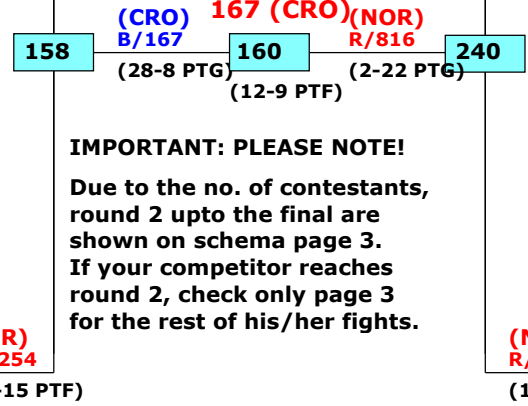 (CRO) 167 (CRO) (NOR)
B/167 R/816
158 160 240
(28-8 PTG) (2-22 PTG)
(12-9 PTF)
IMPORTANT: PLEASE NOTE!
Due to the no. of contestants,
round 2 upto the final are
shown on schema page 3.
If your competitor reaches
round 2, check only page 3
for the rest of his/her fights.
R) (N
254 R/
-15 PTF) (1